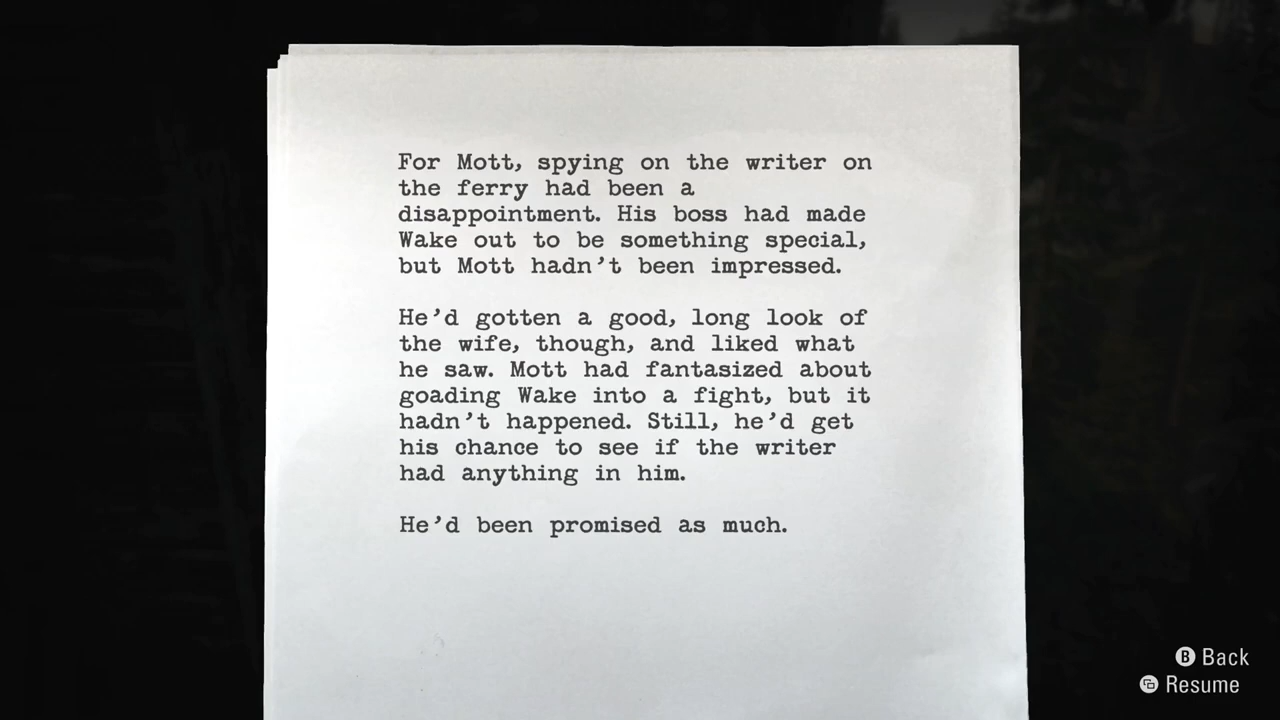 For Mott, spying on the writer on
the ferry had been a
disappointment. His boss had made
Wake out to be something special,
but Mott hadn't been impressed.
He'd gotten a good, long look of
the wife, though, and liked what
he saw. Mott had fantasized about
goading Wake into a fight, but it
hadn't happened. Still, he'd get
his chance to see if the writer
had anything in him.
He'd been promised as much.
B Back
Resume